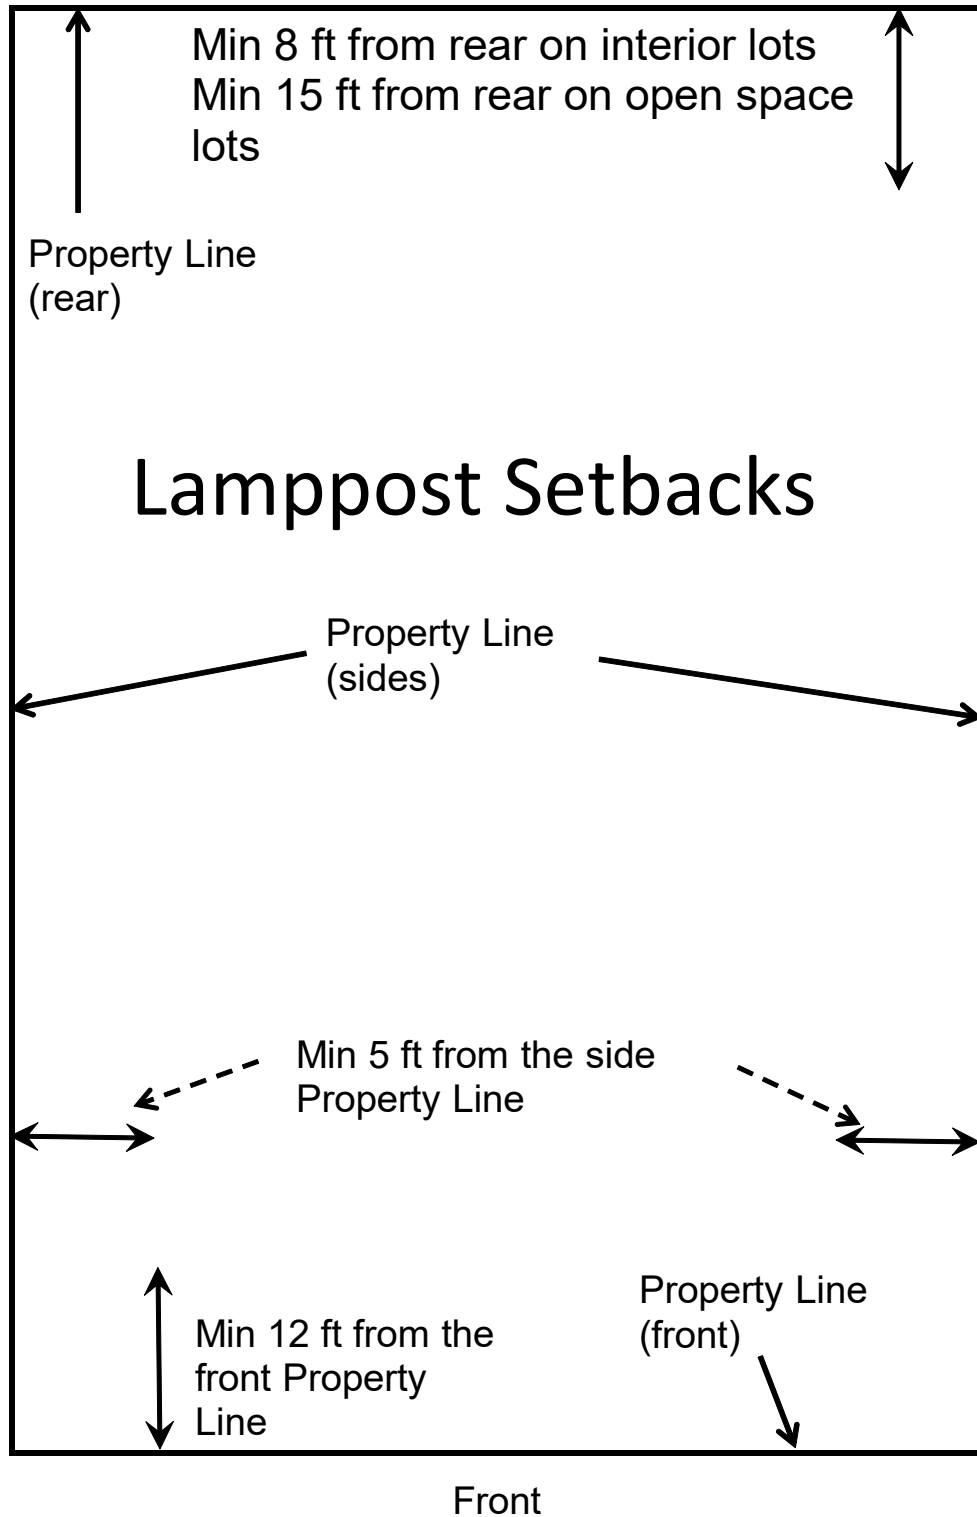 Min 8 ft from rear on interior lots
Min 15 ft from rear on open space
lots
Property Line
(rear)
Lamppost Setbacks
Property Line
(sides)
Min 5 ft from the side
Property Line
Min 12 ft from the
front Property
Line
Property Line
(front)
Front